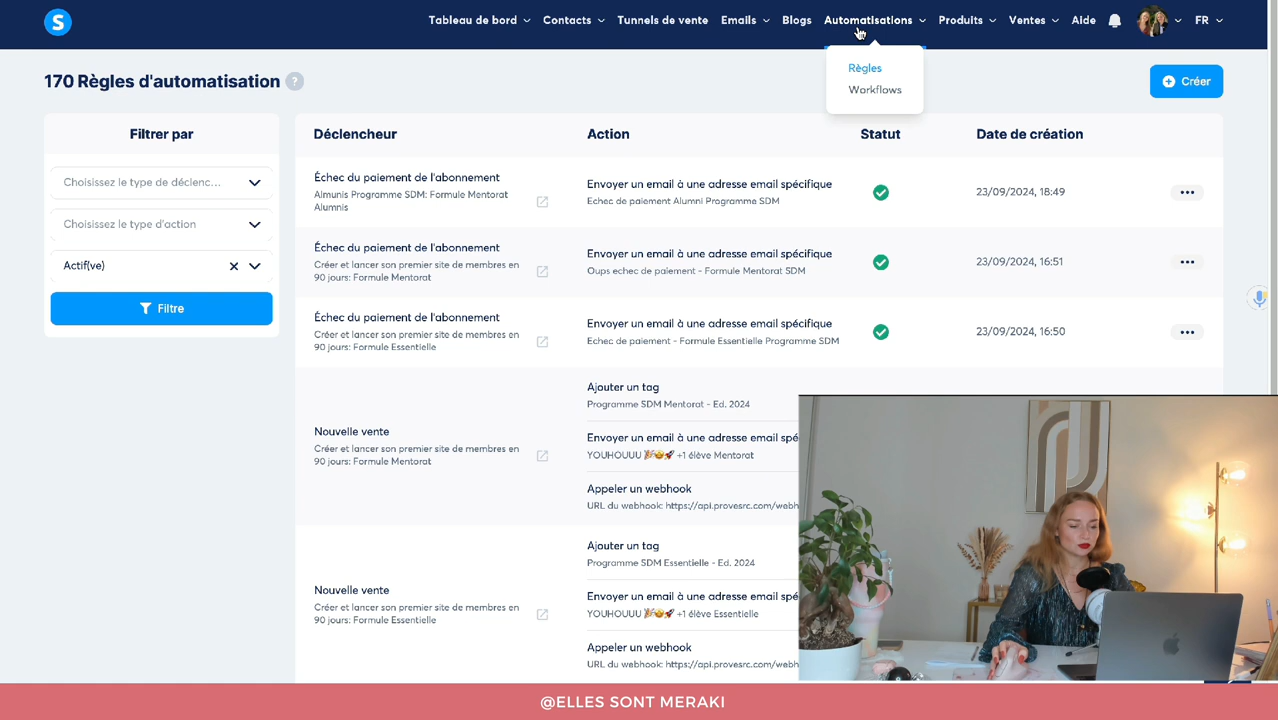 S
Tableau de bord
Contacts
Tunnels de vente
Emails
Blogs
Automatisations
Produits
Ventes
Aide
FR
Règles
Workflows
170 Règles d'automatisation ?
Créer
Filtrer par
Choisissez le type de déclenc...
Choisissez le type d'action
Actif(ve)
Filtre
Déclencheur
Action
Statut
Date de création
Échec du paiement de l'abonnement
Almunis Programme SDM: Formule Mentorat
Alumnis
Envoyer un email à une adresse email spécifique
Echec de paiement Alumni Programme SDM
23/09/2024, 18:49
Échec du paiement de l'abonnement
Créer et lancer son premier site de membres en
90 jours: Formule Mentorat
Envoyer un email à une adresse email spécifique
Oups echec de paiement - Formule Mentorat SDM
23/09/2024, 16:51
Échec du paiement de l'abonnement
Créer et lancer son premier site de membres en
90 jours: Formule Essentielle
Envoyer un email à une adresse email spécifique
Echec de paiement - Formule Essentielle Programme SDM
23/09/2024, 16:50
Nouvelle vente
Créer et lancer son premier site de membres en
90 jours: Formule Mentorat
Ajouter un tag
Programme SDM Mentorat - Ed. 2024
Envoyer un email à une adresse email spé
YOUHOUUU 🎉🤩🚀 +1 élève Mentorat
Appeler un webhook
URL du webhook: https://api.provesrc.com/webh
Nouvelle vente
Créer et lancer son premier site de membres en
90 jours: Formule Essentielle
Ajouter un tag
Programme SDM Essentielle - Ed. 2024
Envoyer un email à une adresse email spé
YOUHOUUU 🎉🤩🚀 +1 élève Essentielle
Appeler un webhook
URL du webhook: https://api.provesrc.com/webh
@ELLES SONT MERAKI